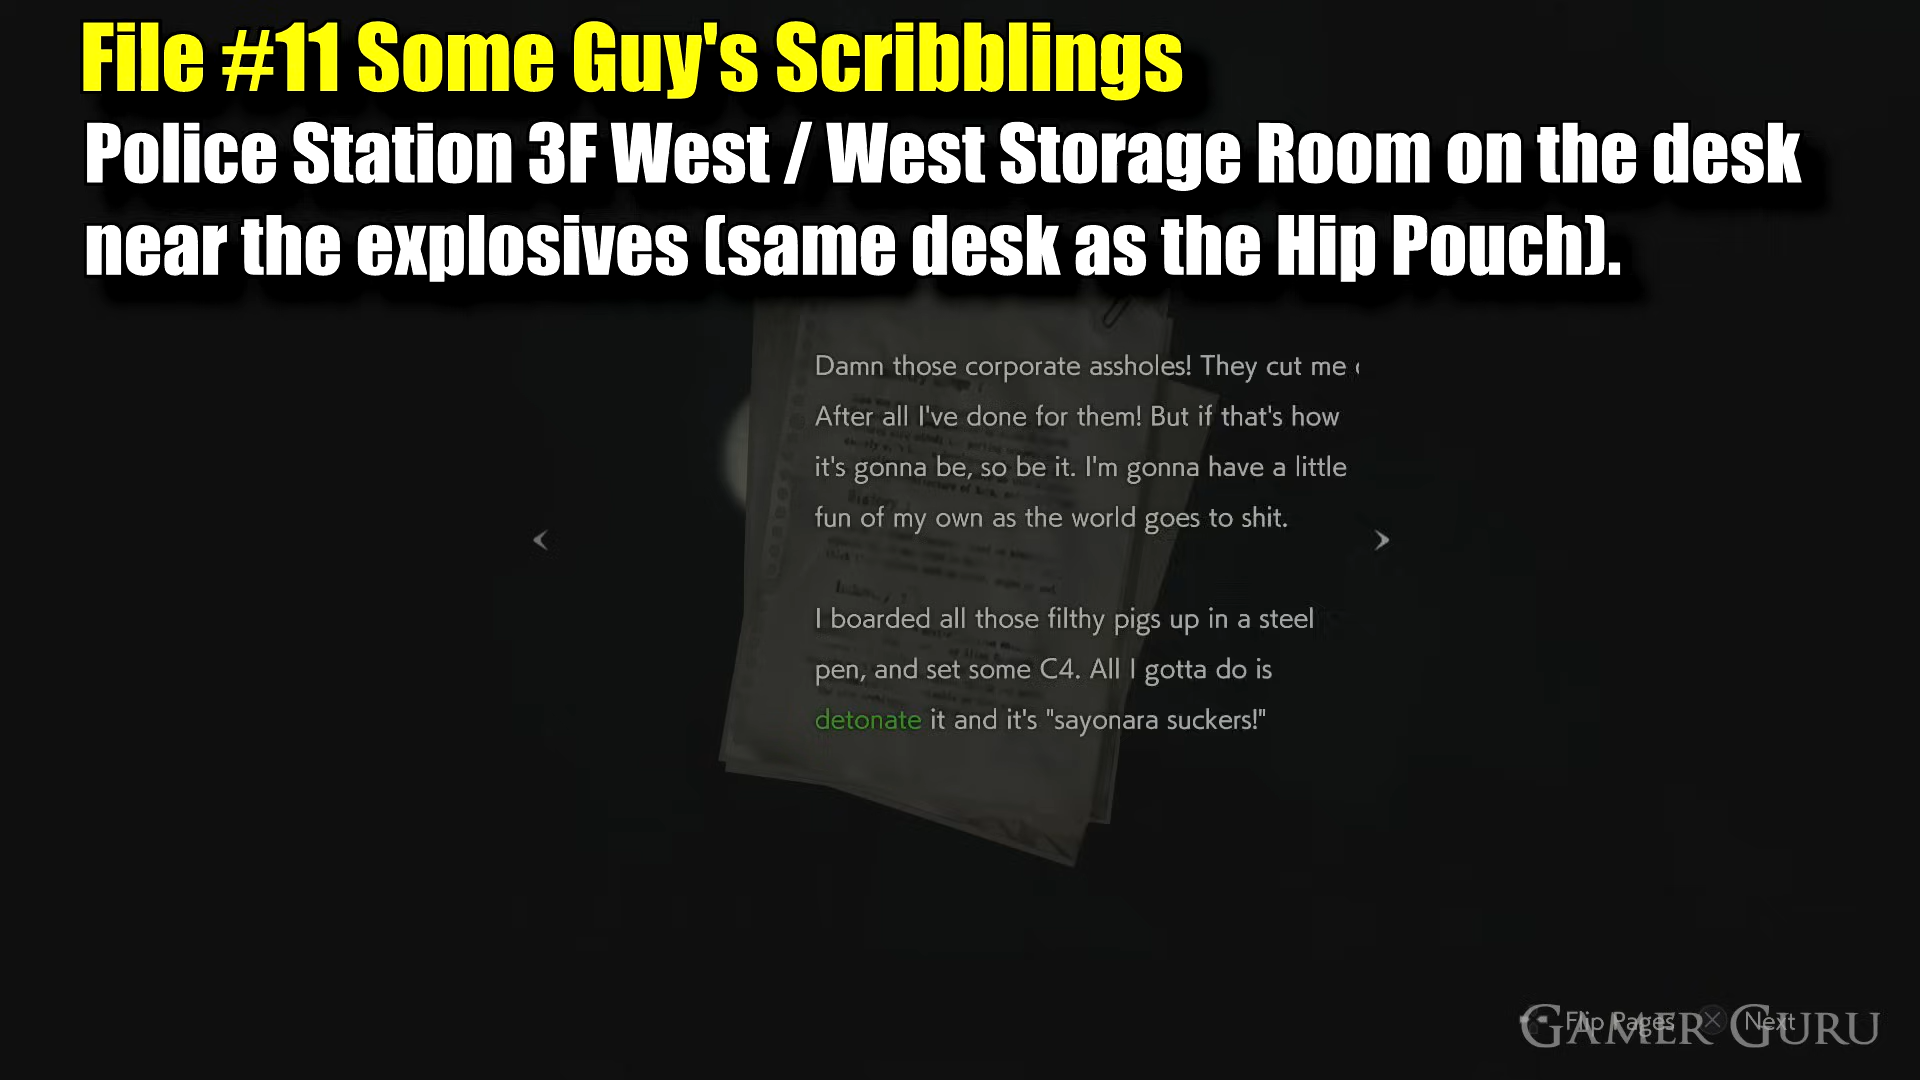 File #11 Some Guy's Scribblings
Police Station 3F West / West Storage Room on the desk
near the explosives (same desk as the Hip Pouch).
Damn those corporate assholes! They cut me
After all I've done for them! But if that's how
it's gonna be, so be it. I'm gonna have a little
fun of my own as the world goes to shit.
I boarded all those filthy pigs up in a steel
pen, and set some C4. All I gotta do is
detonate it and it's "sayonara suckers!"
Flip Pages Next
GAMER GURU